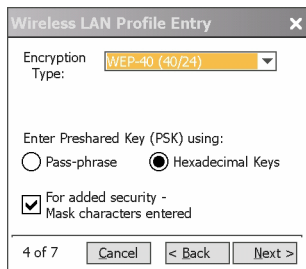 Wireless LAN Profile Entry
Encryption Type: WEP-40 (40/24)
Enter Preshared Key (PSK) using:
Pass-phrase Hexadecimal Keys
For added security -
Mask characters entered
4 of 7 Cancel < Back Next >